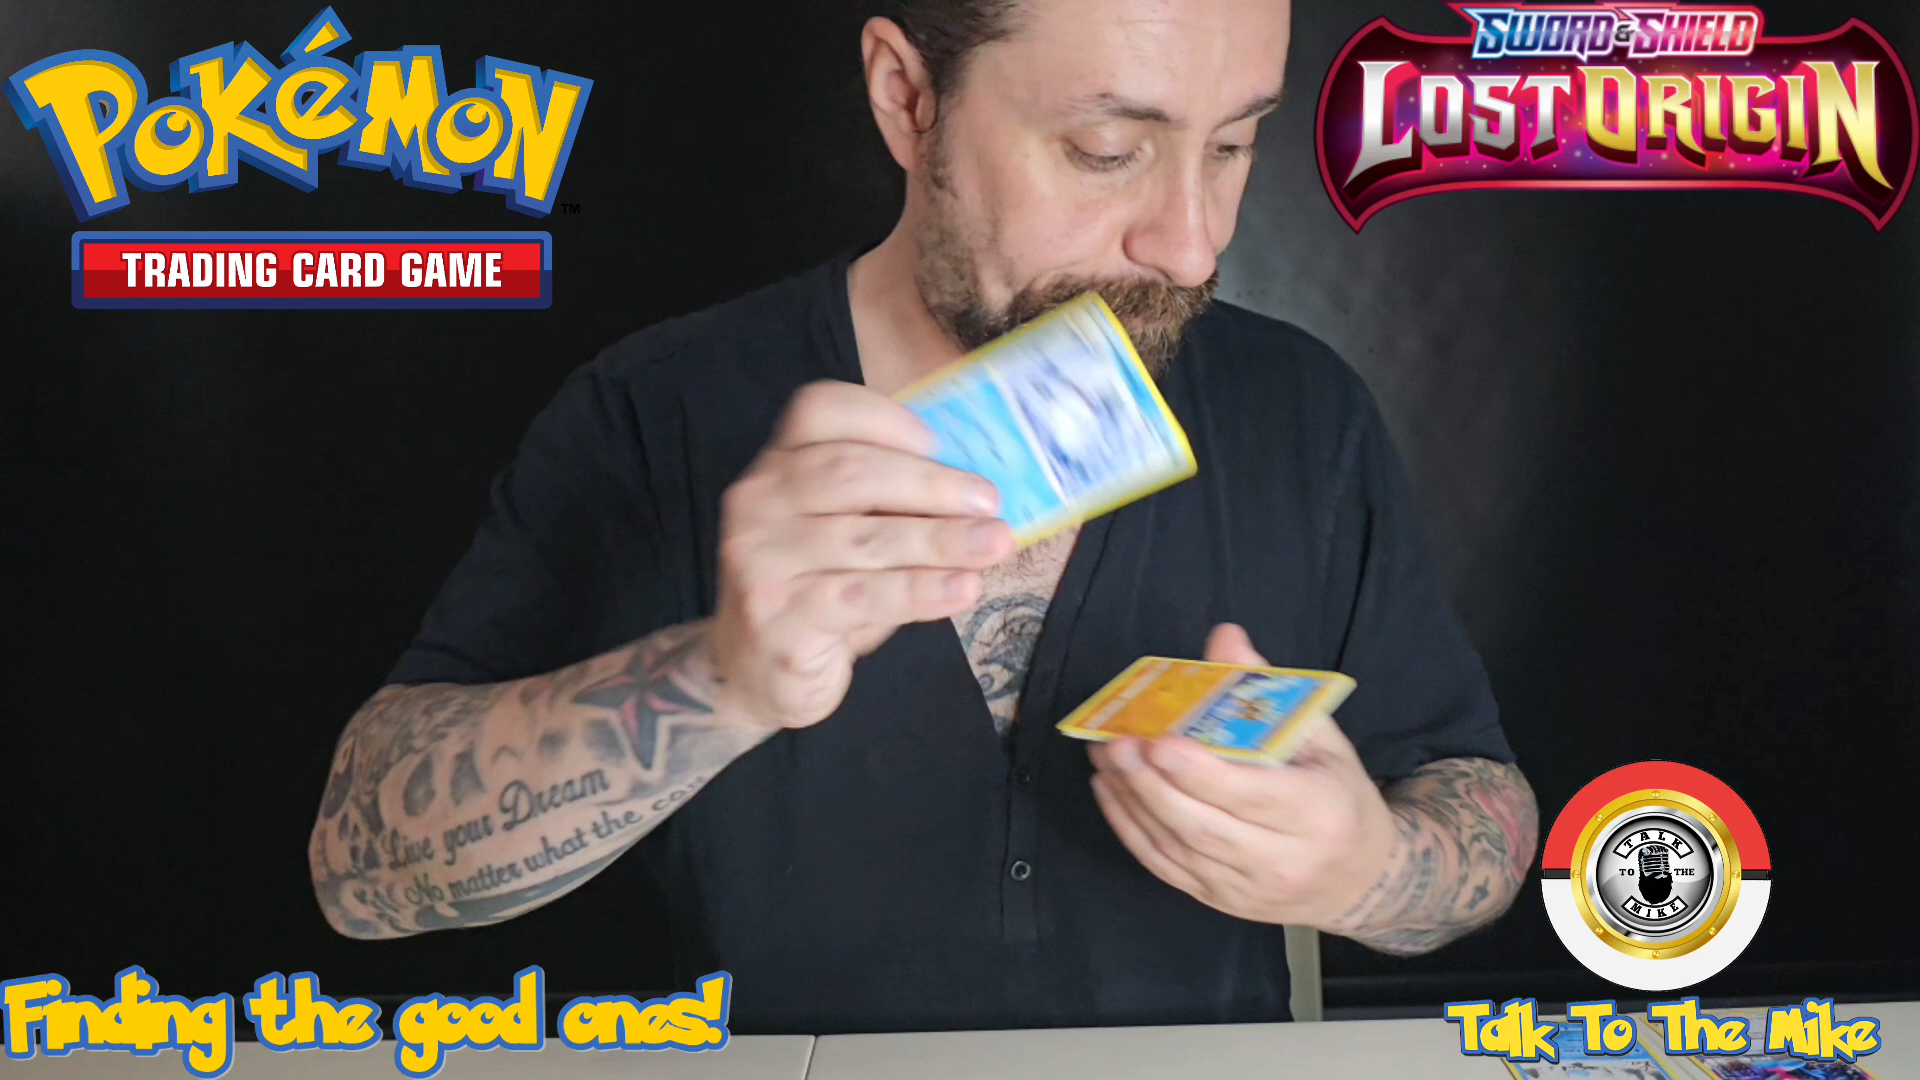 Pokémon
TM
TRADING CARD GAME
SWORD & SHIELD
LOST ORIGIN
Live your Dream
No matter what the
TALK
TO THE
MIKE
Finding the good ones!
Talk To The Mike